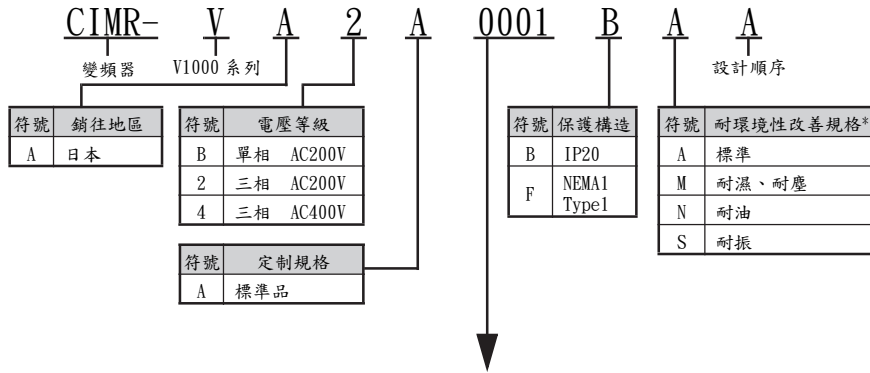 CIMR- V A 2 A 0001 B A A
變頻器 V1000 系列 設計順序
符號 銷往地區
A 日本
符號 電壓等級
B 單相 AC200V
2 三相 AC200V
4 三相 AC400V
符號 定制規格
A 標準品
符號 保護構造
B IP20
F NEMA1
Type1
符號 耐環境性改善規格*
A 標準
M 耐濕、耐塵
N 耐油
S 耐振